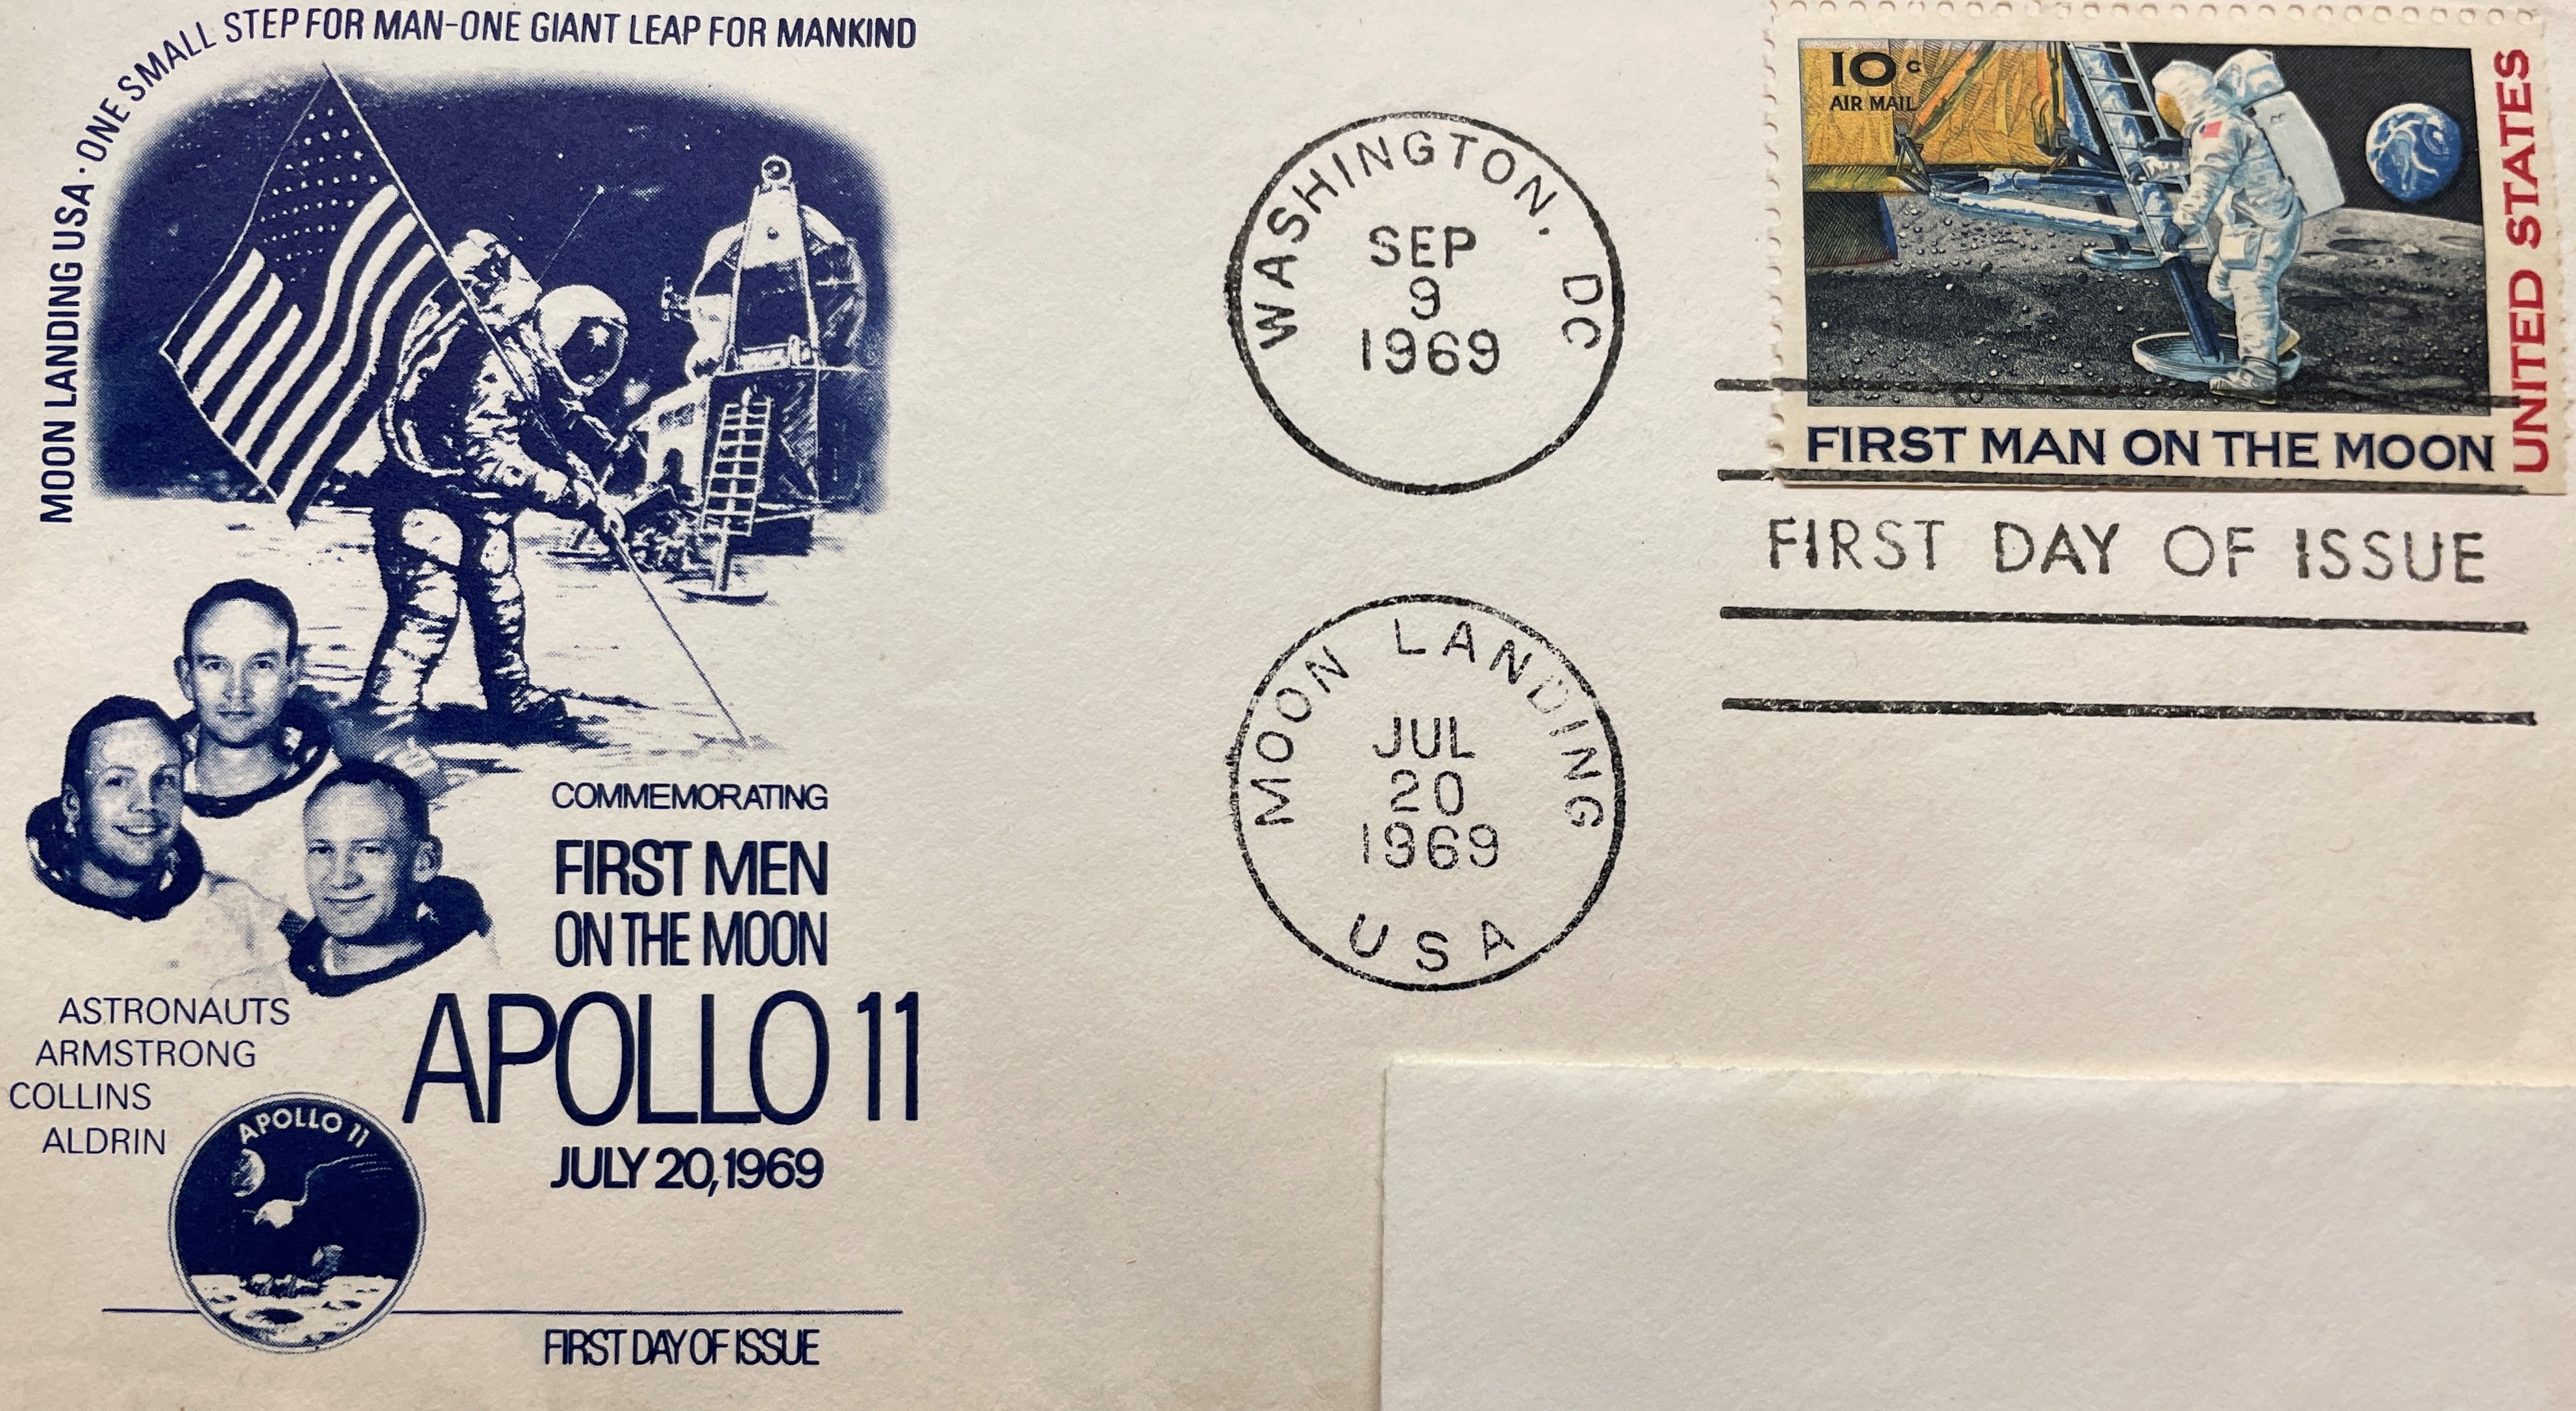 MOON LANDING USA · ONE SMALL STEP FOR MAN-ONE GIANT LEAP FOR MANKIND
COMMEMORATING
FIRST MEN
ON THE MOON
APOLLO 11
JULY 20, 1969
ASTRONAUTS
ARMSTRONG
COLLINS
ALDRIN
APOLLO 11
FIRST DAY OF ISSUE
WASHINGTON. DC
SEP
9
1969
MOON LANDING
JUL
20
1969
USA
10c
AIR MAIL
UNITED STATES
FIRST MAN ON THE MOON
FIRST DAY OF ISSUE